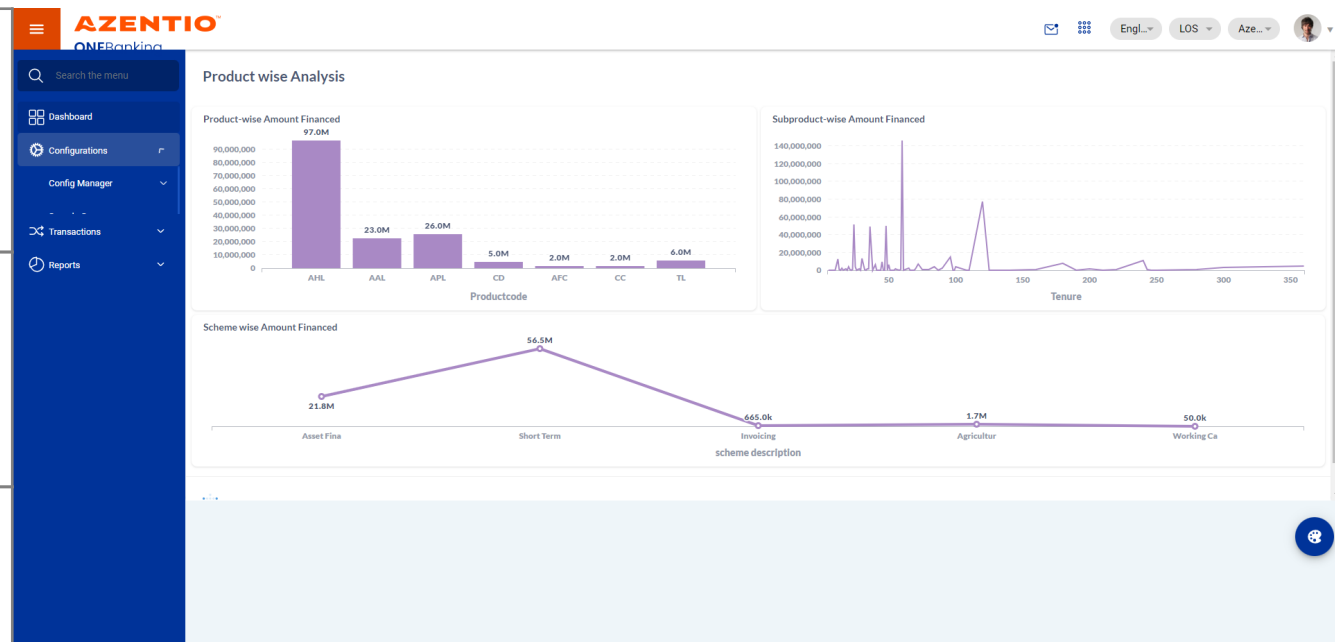 AZENTIO
ONEBanking
Engl...
LOS
Aze...
Search the menu
Dashboard
Configurations
Config Manager
Transactions
Reports
Product wise Analysis
Product-wise Amount Financed
97.0M
90,000,000
80,000,000
70,000,000
60,000,000
50,000,000
40,000,000
30,000,000
20,000,000
10,000,000
0
23.0M
26.0M
5.0M
2.0M
2.0M
6.0M
AHL AAL APL CD AFC CC TL
Productcode
Subproduct-wise Amount Financed
140,000,000
120,000,000
100,000,000
80,000,000
60,000,000
40,000,000
20,000,000
0
50 100 150 200 250 300 350
Tenure
Scheme wise Amount Financed
56.5M
21.8M
665.0k
1.7M
50.0k
Asset Fina Short Term Invoicing Agricultur Working Ca
scheme description